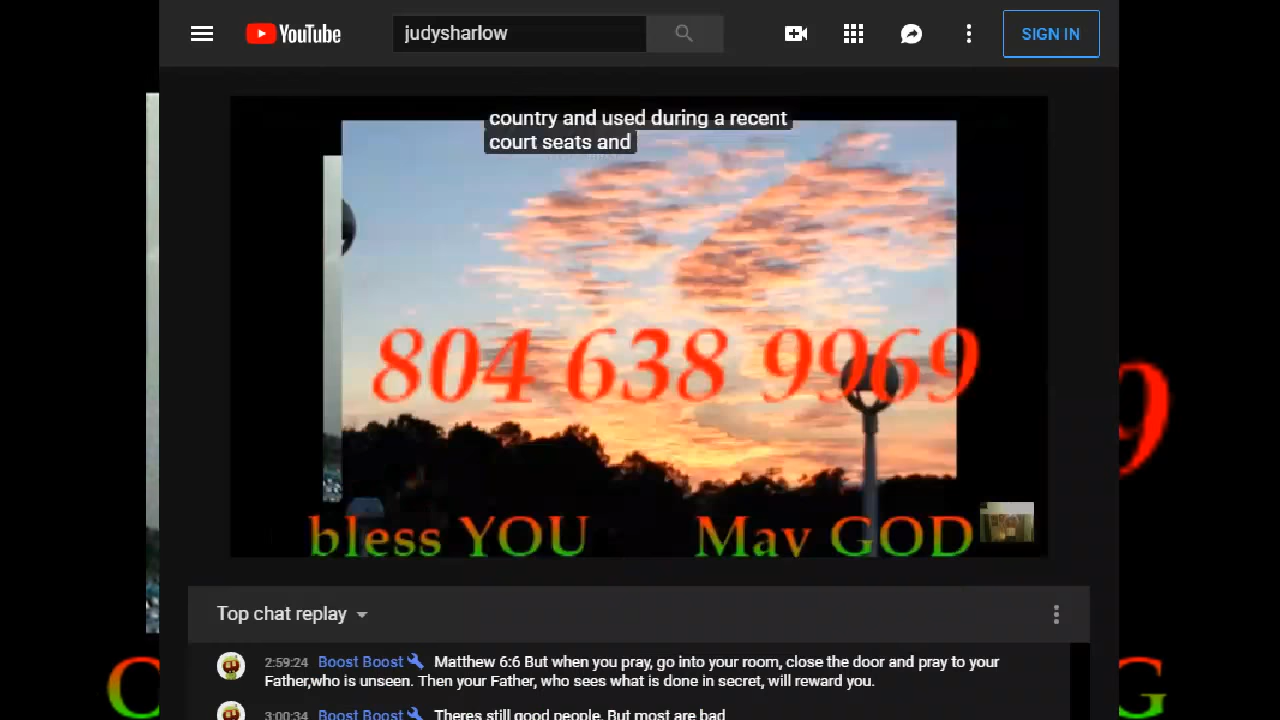 YouTube
judysharlow
SIGN IN
country and used during a recent
court seats and
804 638 9969
9
bless YOU May GOD
G
Top chat replay
2:59:24 Boost Boost Matthew 6:6 But when you pray, go into your room, close the door and pray to your
Father,who is unseen. Then your Father, who sees what is done in secret, will reward you.
3:00:34 Boost Boost Theres still good people. But most are bad